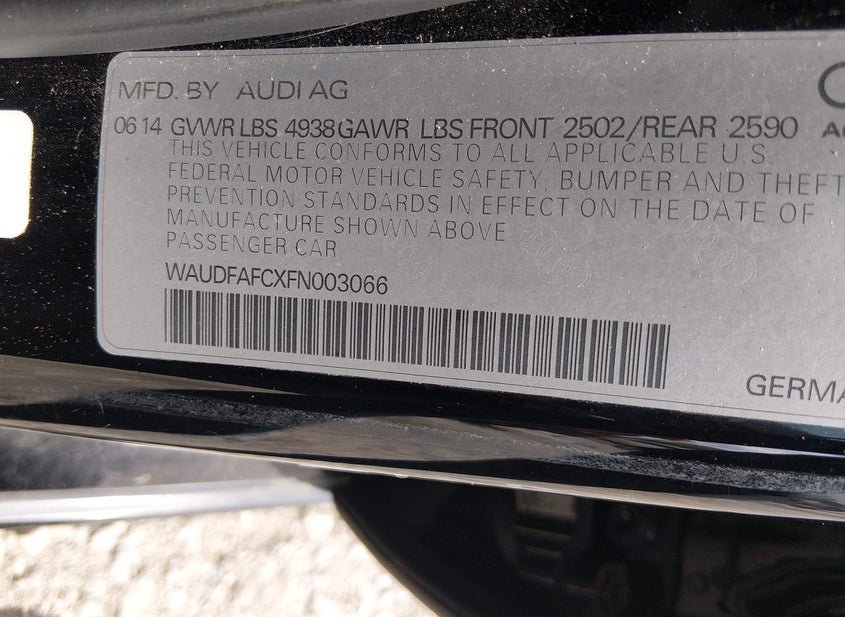 MFD. BY AUDI AG
06 14 GVWR LBS 4938 GAWR LBS FRONT 2502/REAR 2590
THIS VEHICLE CONFORMS TO ALL APPLICABLE U.S.
FEDERAL MOTOR VEHICLE SAFETY, BUMPER AND THEFT
PREVENTION STANDARDS IN EFFECT ON THE DATE OF
MANUFACTURE SHOWN ABOVE
PASSENGER CAR
WAUDFAFCXFN003066
GERMA